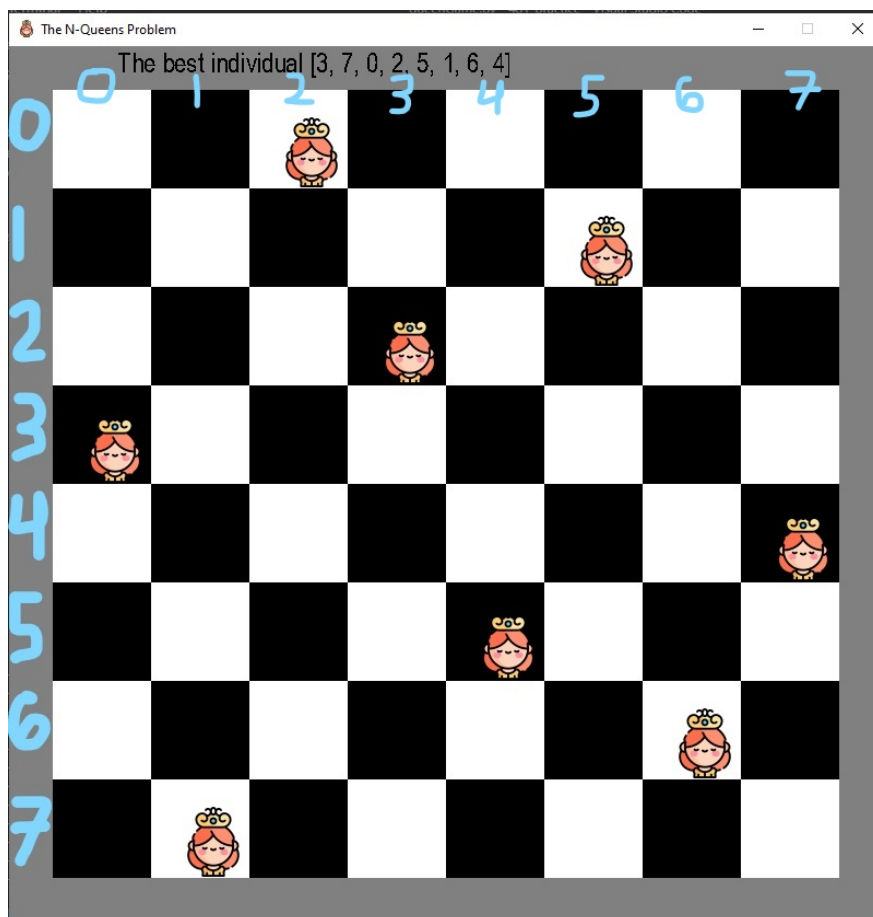 The N-Queens Problem
The best individual [3, 7, 0, 2, 5, 1, 6, 4]
0 1 2 3 4 5 6 7
0
1
2
3
4
5
6
7